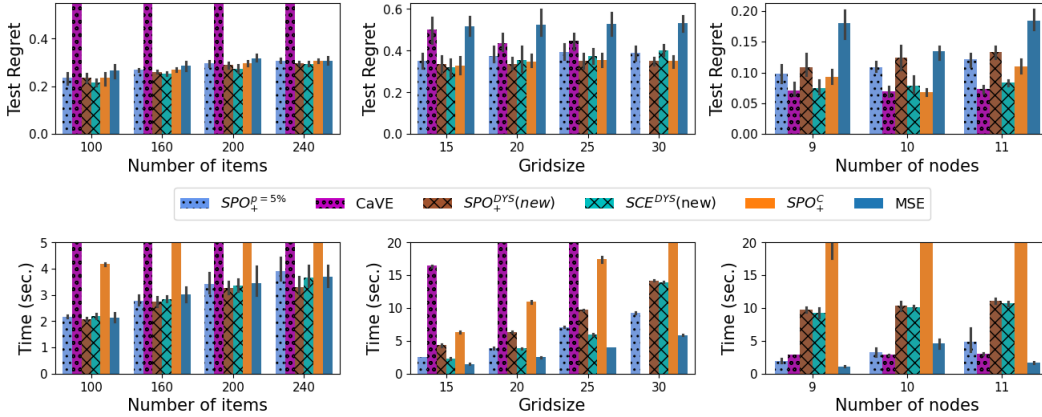 Test Regret
0.4
0.2
0.0
100 160 200 240
Number of items
Test Regret
0.6
0.4
0.2
0.0
15 20 25 30
Gridsize
Test Regret
0.20
0.15
0.10
0.05
0.00
9 10 11
Number of nodes
SPO₊ᵖ⁼⁵% CaVE SPO₊ᴰʸˢ(new) SCEᴰʸˢ(new) SPO₊ᶜ MSE
Time (sec.)
5
4
3
2
1
0
100 160 200 240
Number of items
Time (sec.)
20
15
10
5
0
15 20 25 30
Gridsize
Time (sec.)
20
15
10
5
0
9 10 11
Number of nodes